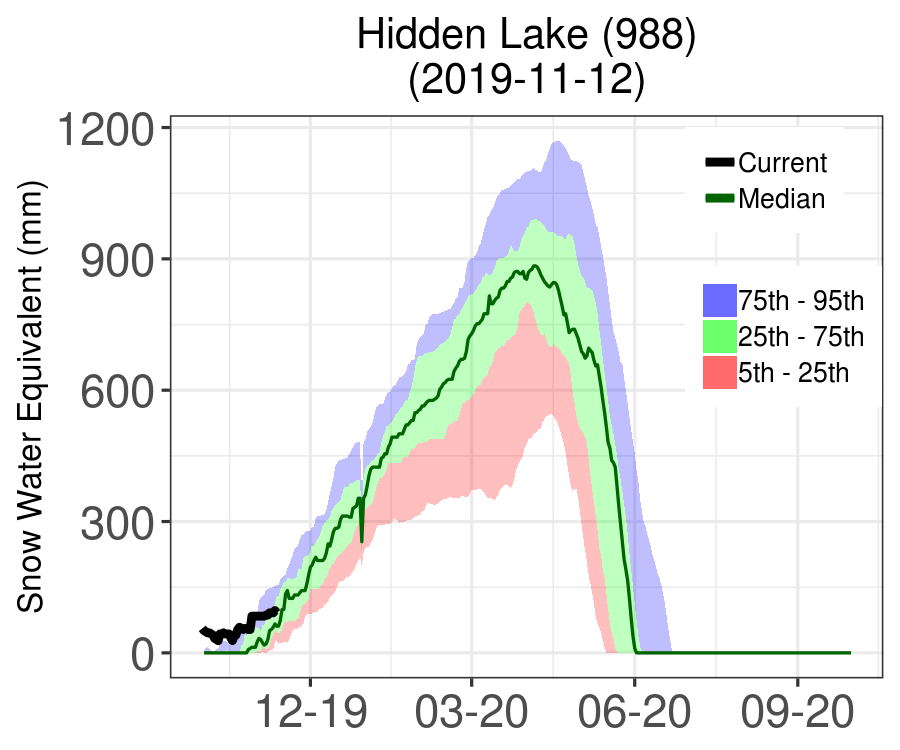 Hidden Lake (988)
(2019-11-12)
Snow Water Equivalent (mm)
1200
900
600
300
0
12-19
03-20
06-20
09-20
Current
Median
75th - 95th
25th - 75th
5th - 25th